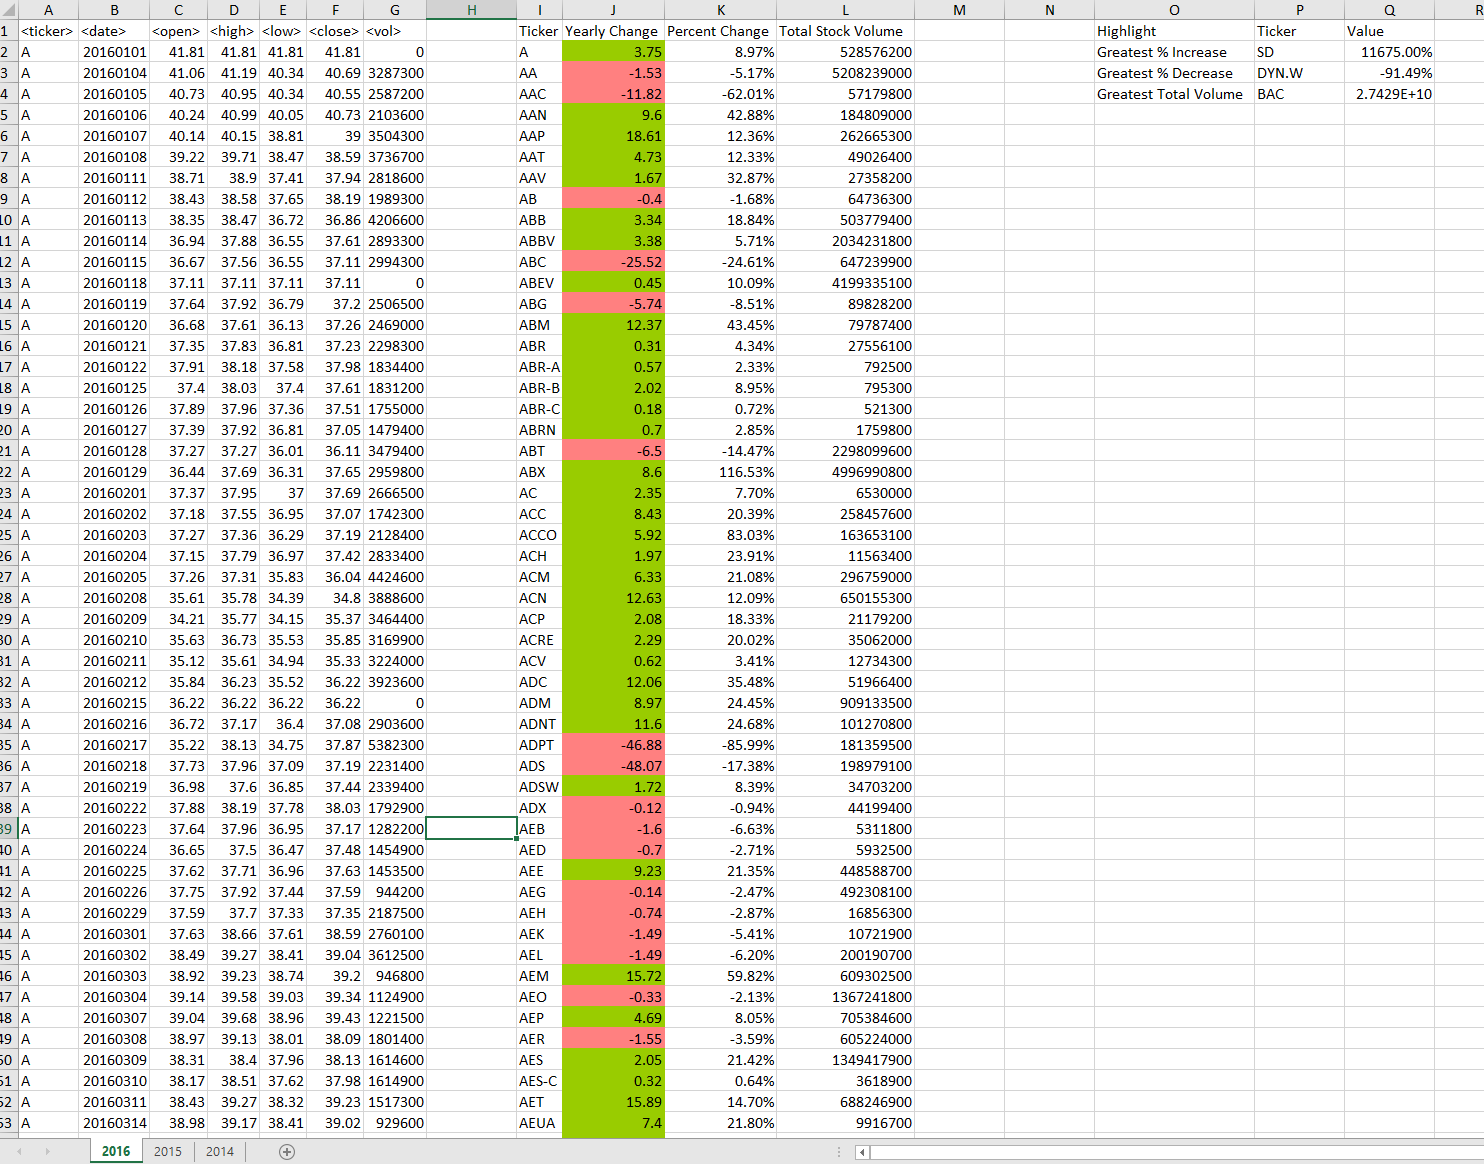 A B C D E F G H I J K L M N O P Q R
1 <ticker> <date> <open> <high> <low> <close> <vol> Ticker Yearly Change Percent Change Total Stock Volume Highlight Ticker Value
2 A 20160101 41.81 41.81 41.81 41.81 0 A 3.75 8.97% 528576200 Greatest % Increase SD 11675.00%
3 A 20160104 41.06 41.19 40.34 40.69 3287300 AA -1.53 -5.17% 5208239000 Greatest % Decrease DYN.W -91.49%
4 A 20160105 40.73 40.95 40.34 40.55 2587200 AAC -11.82 -62.01% 57179800 Greatest Total Volume BAC 2.7429E+10
5 A 20160106 40.24 40.99 40.05 40.73 2103600 AAN 9.6 42.88% 184809000
6 A 20160107 40.14 40.15 38.81 39 3504300 AAP 18.61 12.36% 262665300
7 A 20160108 39.22 39.71 38.47 38.59 3736700 AAT 4.73 12.33% 49026400
8 A 20160111 38.71 38.9 37.41 37.94 2818600 AAV 1.67 32.87% 27358200
9 A 20160112 38.43 38.58 37.65 38.19 1989300 AB -0.4 -1.68% 64736300
10 A 20160113 38.35 38.47 36.72 36.86 4206600 ABB 3.34 18.84% 503779400
11 A 20160114 36.94 37.88 36.55 37.61 2893300 ABBV 3.38 5.71% 2034231800
12 A 20160115 36.67 37.56 36.55 37.11 2994300 ABC -25.52 -24.61% 647239900
13 A 20160118 37.11 37.11 37.11 37.11 0 ABEV 0.45 10.09% 4199335100
14 A 20160119 37.64 37.92 36.79 37.2 2506500 ABG -5.74 -8.51% 89828200
15 A 20160120 36.68 37.61 36.13 37.26 2469000 ABM 12.37 43.45% 79787400
16 A 20160121 37.35 37.83 36.81 37.23 2298300 ABR 0.31 4.34% 27556100
17 A 20160122 37.91 38.18 37.58 37.98 1834400 ABR-A 0.57 2.33% 792500
18 A 20160125 37.4 38.03 37.4 37.61 1831200 ABR-B 2.02 8.95% 795300
19 A 20160126 37.89 37.96 37.36 37.51 1755000 ABR-C 0.18 0.72% 521300
20 A 20160127 37.39 37.92 36.81 37.05 1479400 ABRN 0.7 2.85% 1759800
21 A 20160128 37.27 37.27 36.01 36.11 3479400 ABT -6.5 -14.47% 2298099600
22 A 20160129 36.44 37.69 36.31 37.65 2959800 ABX 8.6 116.53% 4996990800
23 A 20160201 37.37 37.95 37 37.69 2666500 AC 2.35 7.70% 6530000
24 A 20160202 37.18 37.55 36.95 37.07 1742300 ACC 8.43 20.39% 258457600
25 A 20160203 37.27 37.36 36.29 37.19 2128400 ACCO 5.92 83.03% 163653100
26 A 20160204 37.15 37.79 36.97 37.42 2833400 ACH 1.97 23.91% 11563400
27 A 20160205 37.26 37.31 35.83 36.04 4424600 ACM 6.33 21.08% 296759000
28 A 20160208 35.61 35.78 34.39 34.8 3888600 ACN 12.63 12.09% 650155300
29 A 20160209 34.21 35.77 34.15 35.37 3464400 ACP 2.08 18.33% 21179200
30 A 20160210 35.63 36.73 35.53 35.85 3169900 ACRE 2.29 20.02% 35062000
31 A 20160211 35.12 35.61 34.94 35.33 3224000 ACV 0.62 3.41% 12734300
32 A 20160212 35.84 36.23 35.52 36.22 3923600 ADC 12.06 35.48% 51966400
33 A 20160215 36.22 36.22 36.22 36.22 0 ADM 8.97 24.45% 909133500
34 A 20160216 36.72 37.17 36.4 37.08 2903600 ADNT 11.6 24.68% 101270800
35 A 20160217 35.22 38.13 34.75 37.87 5382300 ADPT -46.88 -85.99% 181359500
36 A 20160218 37.73 37.96 37.09 37.19 2231400 ADS -48.07 -17.38% 198979100
37 A 20160219 36.98 37.6 36.85 37.44 2339400 ADSW 1.72 8.39% 34703200
38 A 20160222 37.88 38.19 37.78 38.03 1792900 ADX -0.12 -0.94% 44199400
39 A 20160223 37.64 37.96 36.95 37.17 1282200 AEB -1.6 -6.63% 5311800
40 A 20160224 36.65 37.5 36.47 37.48 1454900 AED -0.7 -2.71% 5932500
41 A 20160225 37.62 37.71 36.96 37.63 1453500 AEE 9.23 21.35% 448588700
42 A 20160226 37.75 37.92 37.44 37.59 944200 AEG -0.14 -2.47% 492308100
43 A 20160229 37.59 37.7 37.33 37.35 2187500 AEH -0.74 -2.87% 16856300
44 A 20160301 37.63 38.66 37.61 38.59 2760100 AEK -1.49 -5.41% 10721900
45 A 20160302 38.49 39.27 38.41 39.04 3612500 AEL -1.49 -6.20% 200190700
46 A 20160303 38.92 39.23 38.74 39.2 946800 AEM 15.72 59.82% 609302500
47 A 20160304 39.14 39.58 39.03 39.34 1124900 AEO -0.33 -2.13% 1367241800
48 A 20160307 39.04 39.68 38.96 39.43 1221500 AEP 4.69 8.05% 705384600
49 A 20160308 38.97 39.13 38.01 38.09 1801400 AER -1.55 -3.59% 605224000
50 A 20160309 38.31 38.4 37.96 38.13 1614600 AES 2.05 21.42% 1349417900
51 A 20160310 38.17 38.51 37.62 37.98 1614900 AES-C 0.32 0.64% 3618900
52 A 20160311 38.43 39.27 38.32 39.23 1517300 AET 15.89 14.70% 688246900
53 A 20160314 38.98 39.17 38.41 39.02 929600 AEUA 7.4 21.80% 9916700
2016 2015 2014